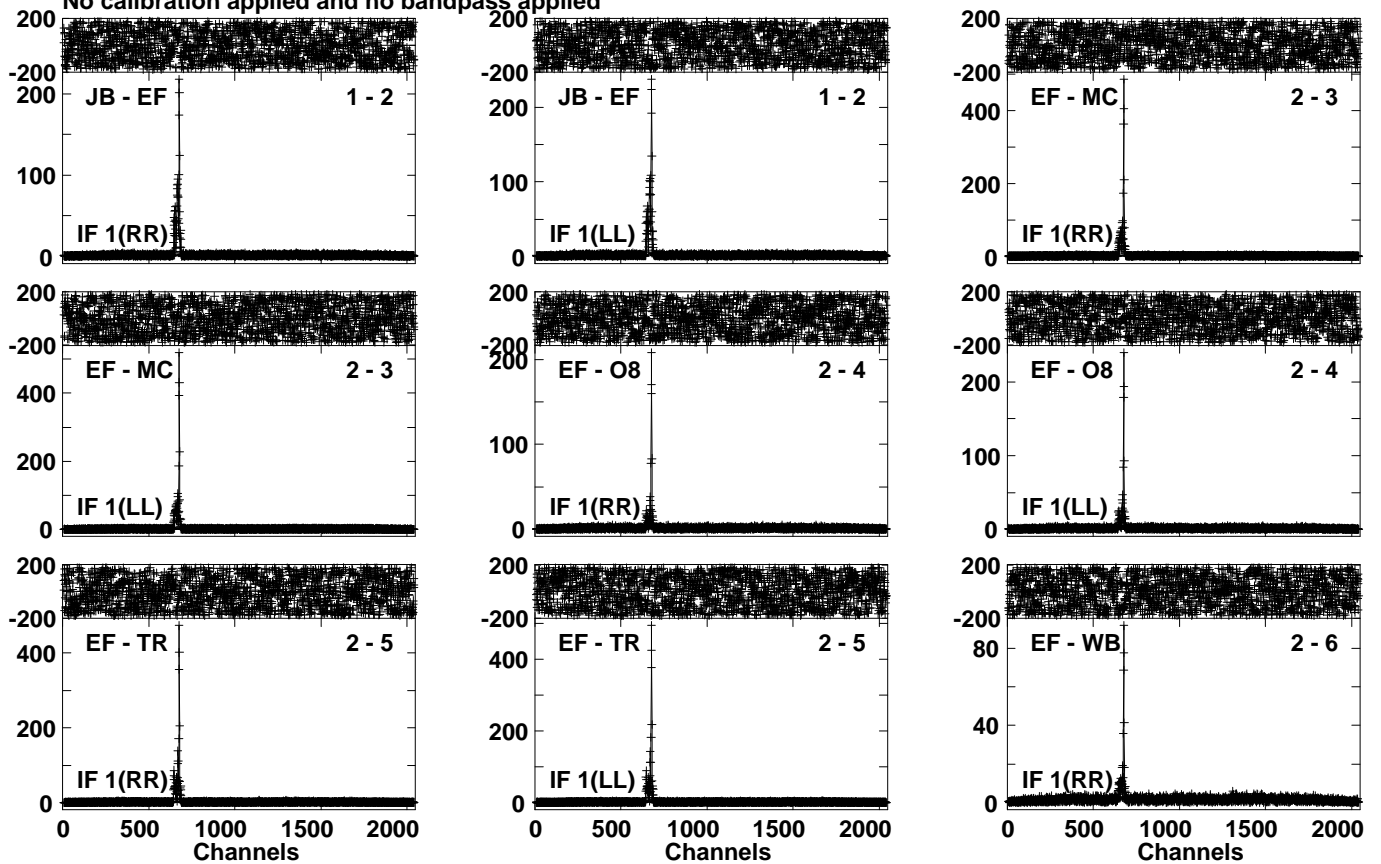 No calibration applied and no bandpass applied
200 200 200
-200 -200 -200
JB - EF 1 - 2 JB - EF 1 - 2 EF - MC 2 - 3
200 200 400
100 100 200
IF 1(RR) IF 1(LL) IF 1(RR)
0 0 0
200 200 200
-200 -200 -200
EF - MC 2 - 3 EF - O8 2 - 4 EF - O8 2 - 4
400 200 200
200 100 100
IF 1(LL) IF 1(RR) IF 1(LL)
0 0 0
200 200 200
-200 -200 -200
EF - TR 2 - 5 EF - TR 2 - 5 EF - WB 2 - 6
400 400 80
200 200 40
IF 1(RR) IF 1(LL) IF 1(RR)
0 0 0
0 500 1000 1500 2000 0 500 1000 1500 2000 0 500 1000 1500 2000
Channels Channels Channels